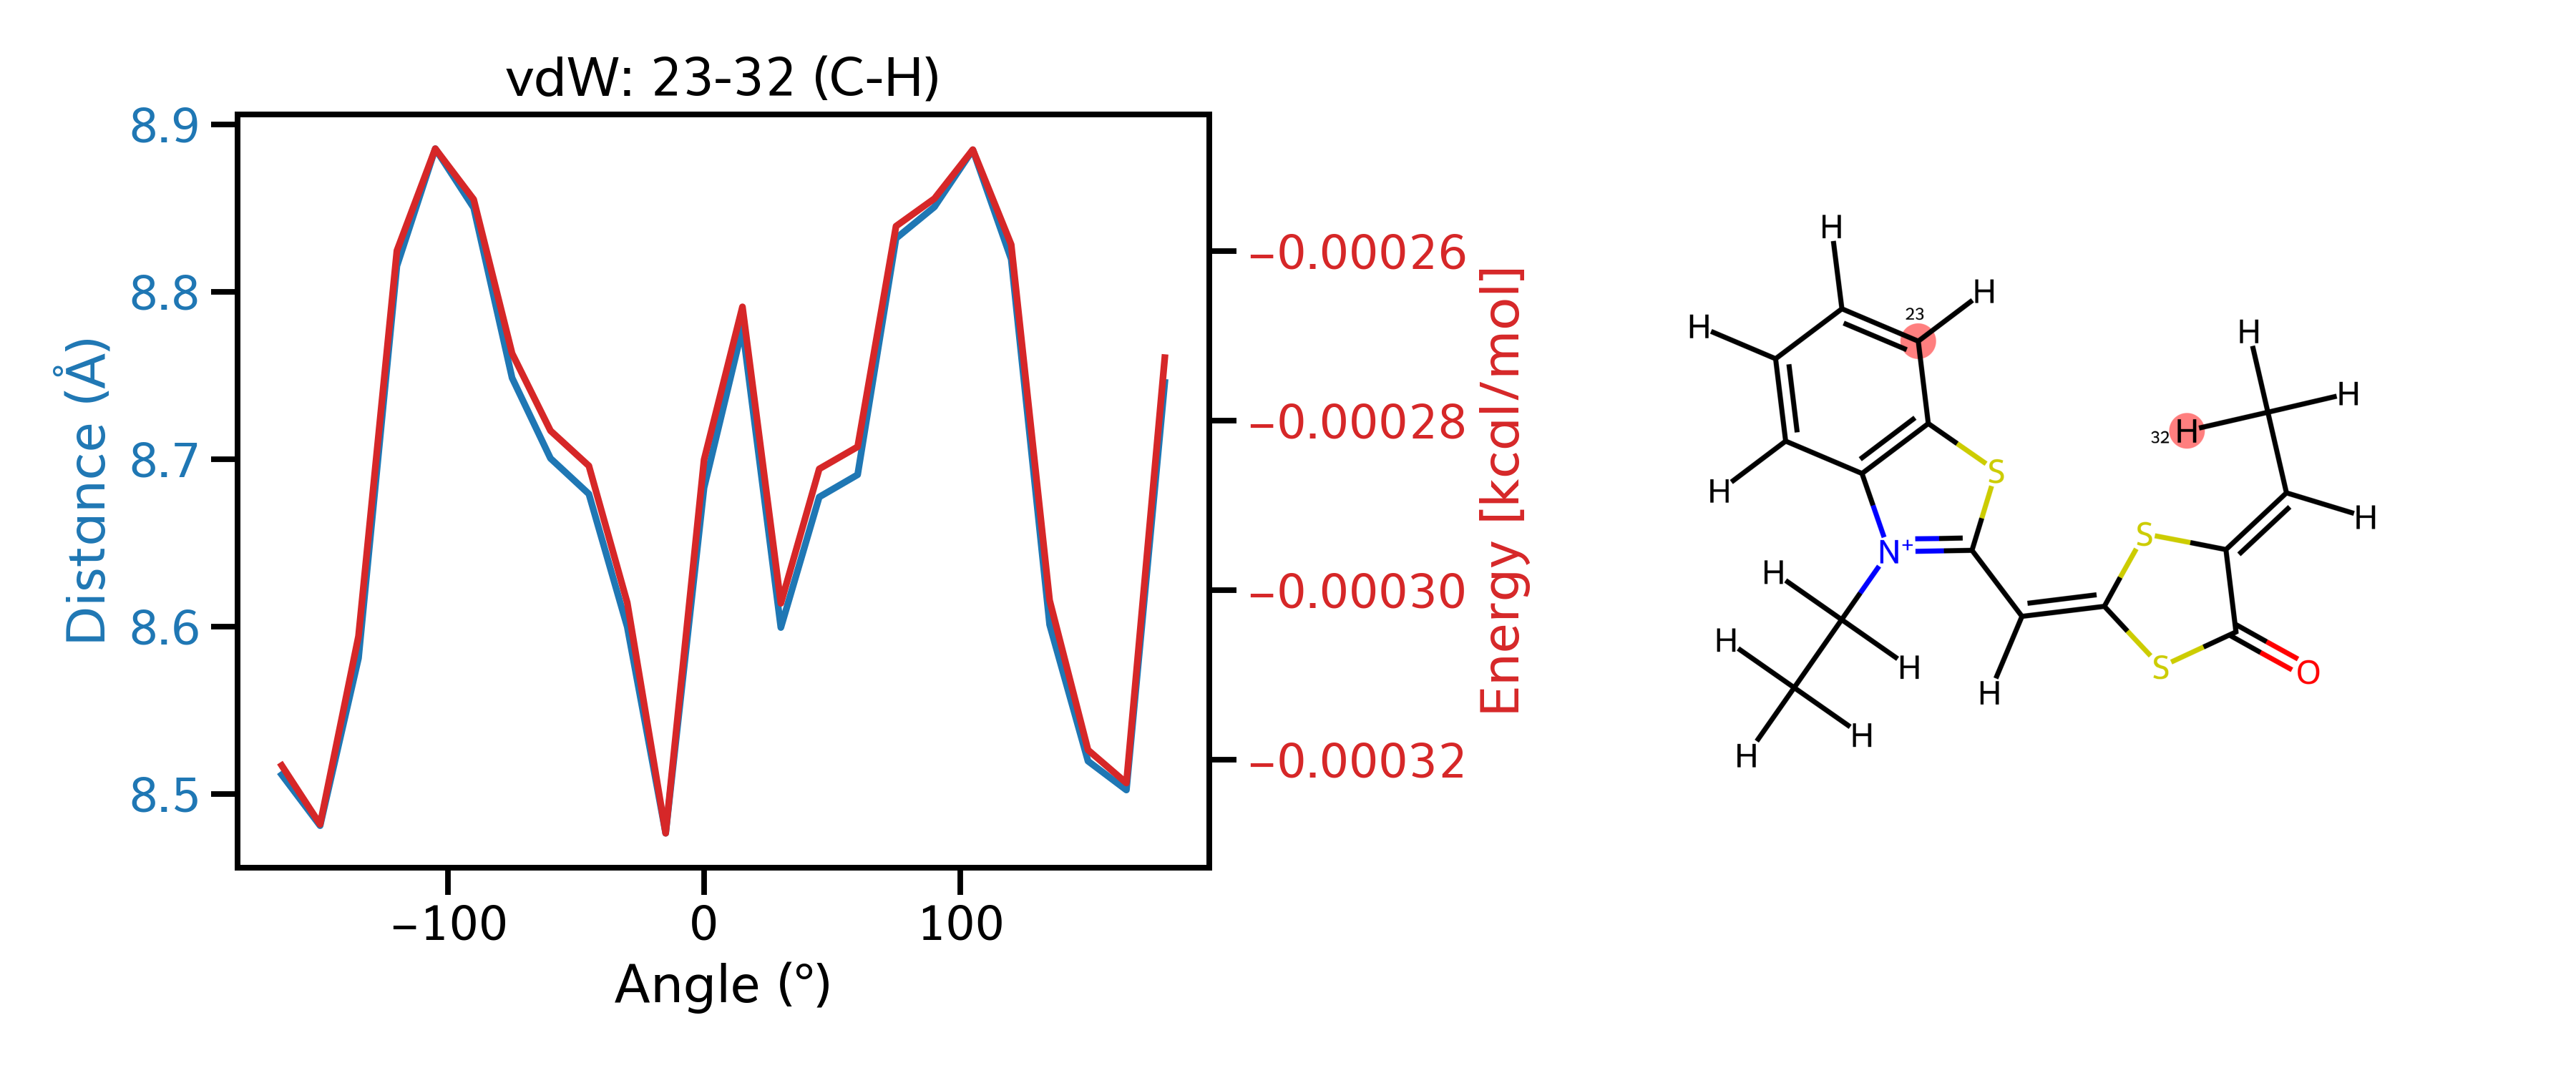 vdW: 23-32 (C-H)
8.9
8.8
8.7
8.6
8.5
Distance (Å)
−0.00026
−0.00028
−0.00030
−0.00032
Energy [kcal/mol]
−100
0
100
Angle (°)
H
H
23
H
H
H
H
32
H
S
H
H
S
N+
H
H
H
S
O
H
H
H